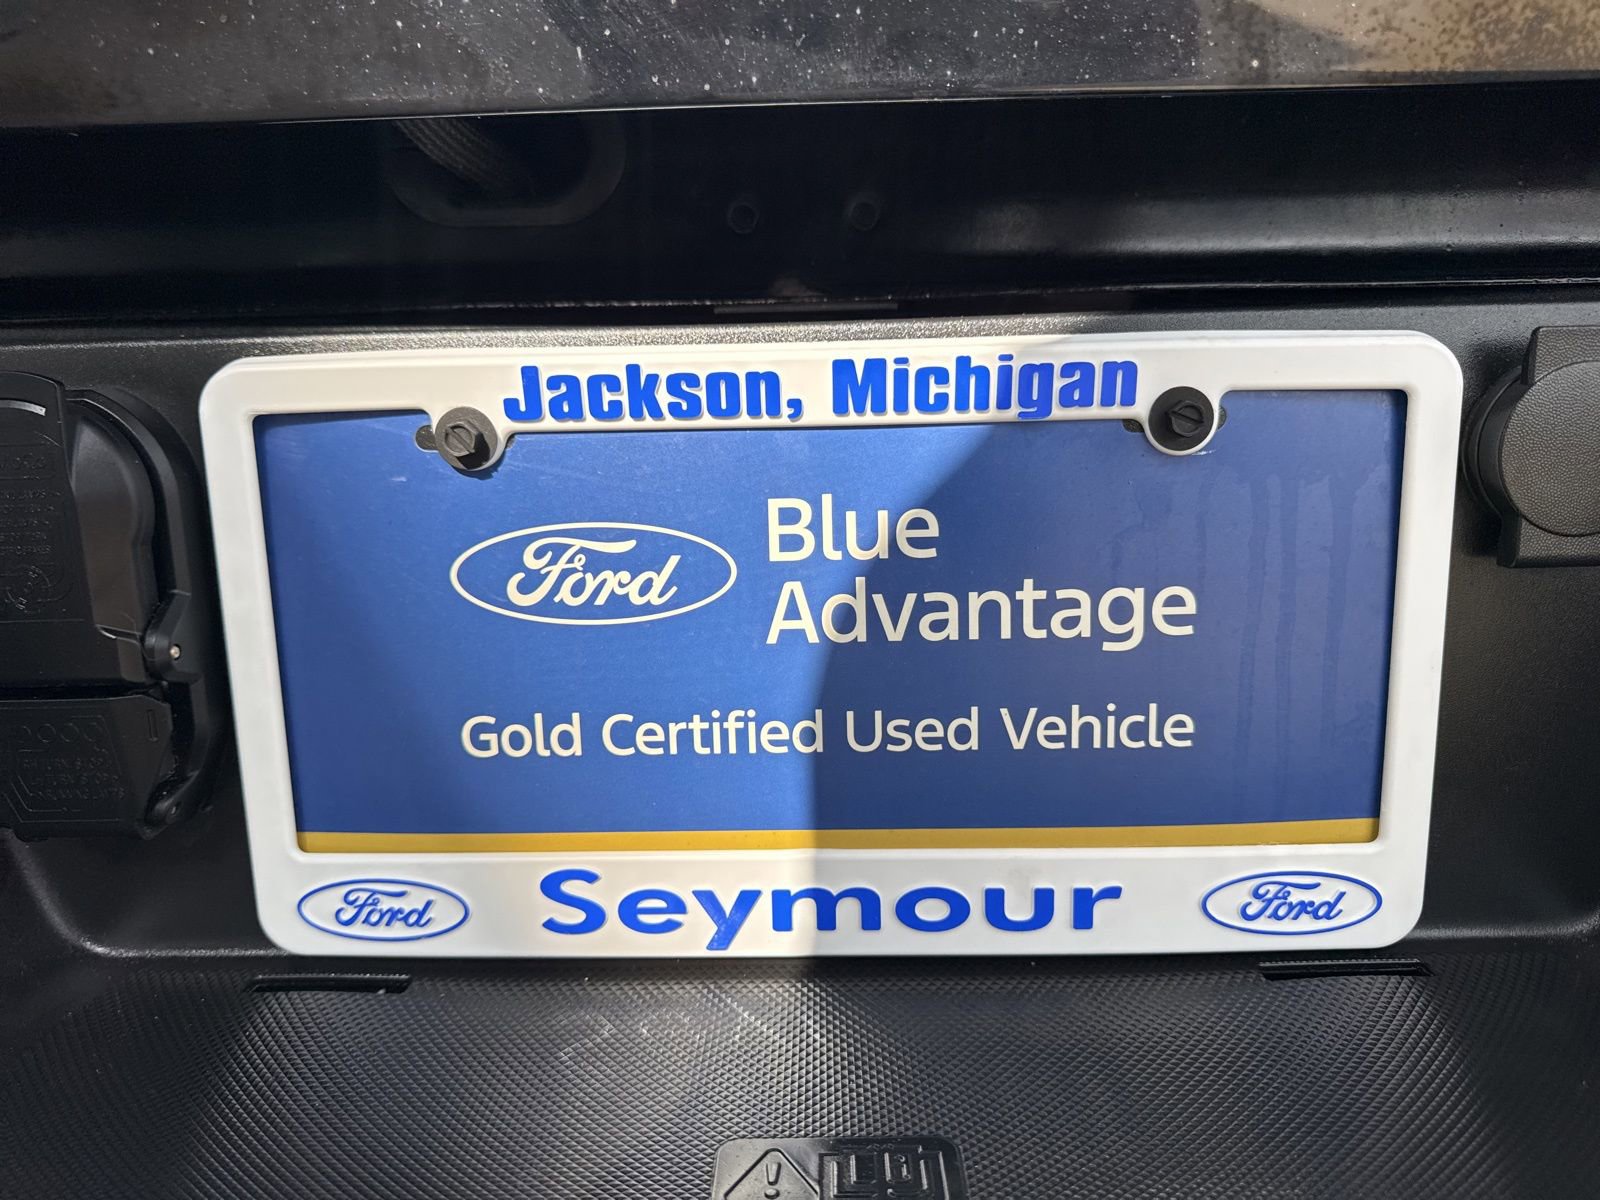 Jackson, Michigan
Ford
Blue
Advantage
Gold Certified Used Vehicle
Ford Seymour Ford